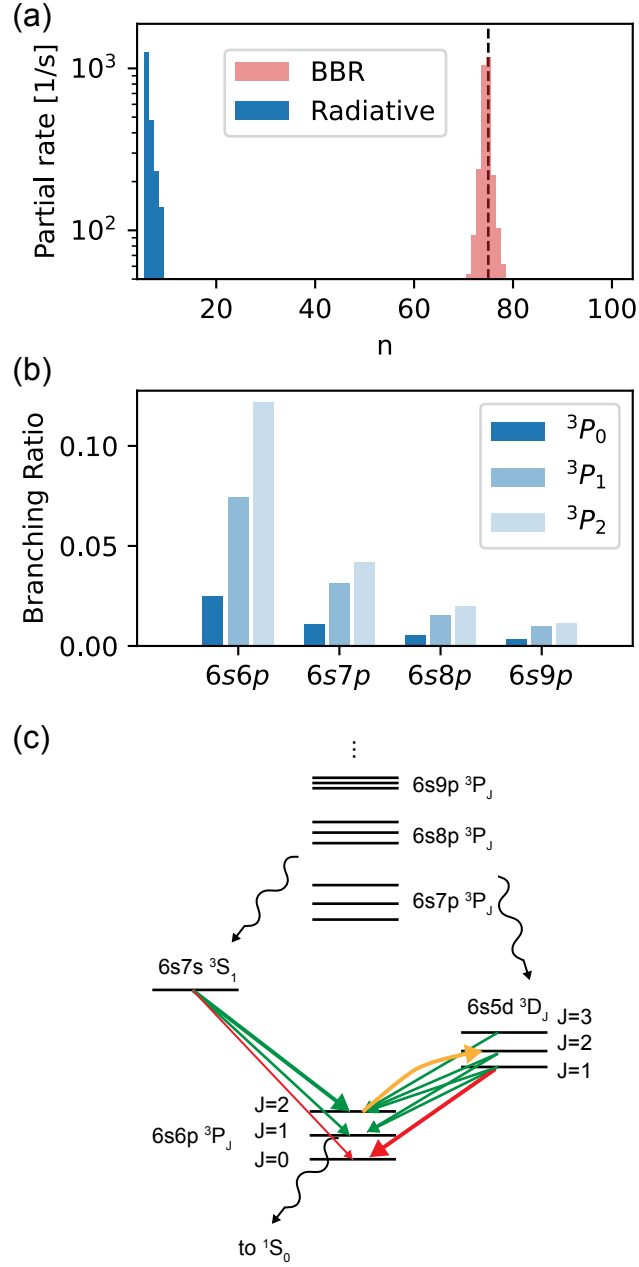 (a)
Partial rate [1/s]
10³
10²
BBR
Radiative
20 40 60 80 100
n
(b)
Branching Ratio
0.10
0.05
0.00
³P₀
³P₁
³P₂
6s6p 6s7p 6s8p 6s9p
(c)
⋮
6s9p ³P_J
6s8p ³P_J
6s7p ³P_J
6s7s ³S₁
6s5d ³D_J
J=3
J=2
J=1
J=2
6s6p ³P_J
J=1
J=0
to ¹S₀